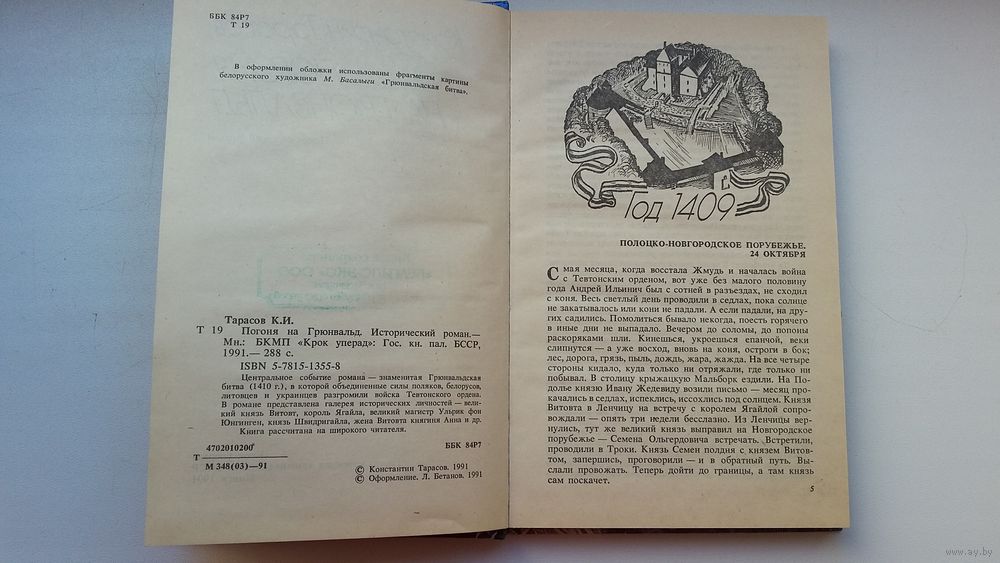 ББК 84Р7
Т 19
В оформлении обложки использованы фрагменты картины
белорусского художника М. Басалыги «Грюнвальдская битва».
Тарасов К.И.
Т 19 Погоня на Грюнвальд. Исторический роман.—
Мн.: БКМП «Крок уперад»: Гос. кн. пал. БССР,
1991.— 288 с.
ISBN 5-7815-1355-8
Центральное событие романа — знаменитая Грюнвальдская
битва (1410 г.), в которой объединенные силы поляков, белорусов,
литовцев и украинцев разгромили войска Тевтонского ордена.
В романе представлена галерея исторических личностей — вели-
кий князь Витовт, король Ягайла, великий магистр Ульрик фон
Юнгинген, князь Швидригайла, жена Витовта княгиня Анна и др.
Книга рассчитана на широкого читателя.
4702010200
Т
М 348(03)—91
ББК 84Р7
© Константин Тарасов. 1991
© Оформление. Л. Бетанов. 1991
Год 1409
ПОЛОЦКО-НОВГОРОДСКОЕ ПОРУБЕЖЬЕ.
24 ОКТЯБРЯ
С мая месяца, когда восстала Жмудь и началась война
с Тевтонским орденом, вот уже без малого половину
года Андрей Ильинич был с сотней в разъездах, не сходил
с коня. Весь светлый день проводили в седлах, пока солнце
не закатывалось или кони не падали. А если падали, на дру-
гих садились. Помолиться бывало некогда, поесть горячего
в иные дни не выпадало. Вечером до соломы, до попоны
раскоряками шли. Кинешься, укроешься епанчой, веки
слипнутся — а уже восход, вновь на коня, остроги в бок;
лес, дорога, грязь, пыль, дождь, жара, жажда. На все четыре
стороны кидало, куда только ни отряжали, где только ни
побывал. В столицу крыжацкую Мальборк ездили. На По-
долье князю Ивану Жедевиду возили письмо — месяц про-
качались в седлах, испеклись, иссохлись под солнцем. Князя
Витовта в Ленчицу на встречу с королем Ягайлой сопро-
вождали — опять три недели бесслазно. Из Ленчицы вер-
нулись, тут же великий князь выправил на Новгородское
порубежье — Семена Ольгердовича встречать. Встретили,
проводили в Троки. Князь Семен полдня с князем Витов-
том, запершись, проговорили — и в обратный путь. Вы-
слали провожать. Теперь дойти до границы, а там князь
сам поскачет.
5
www.ay.by